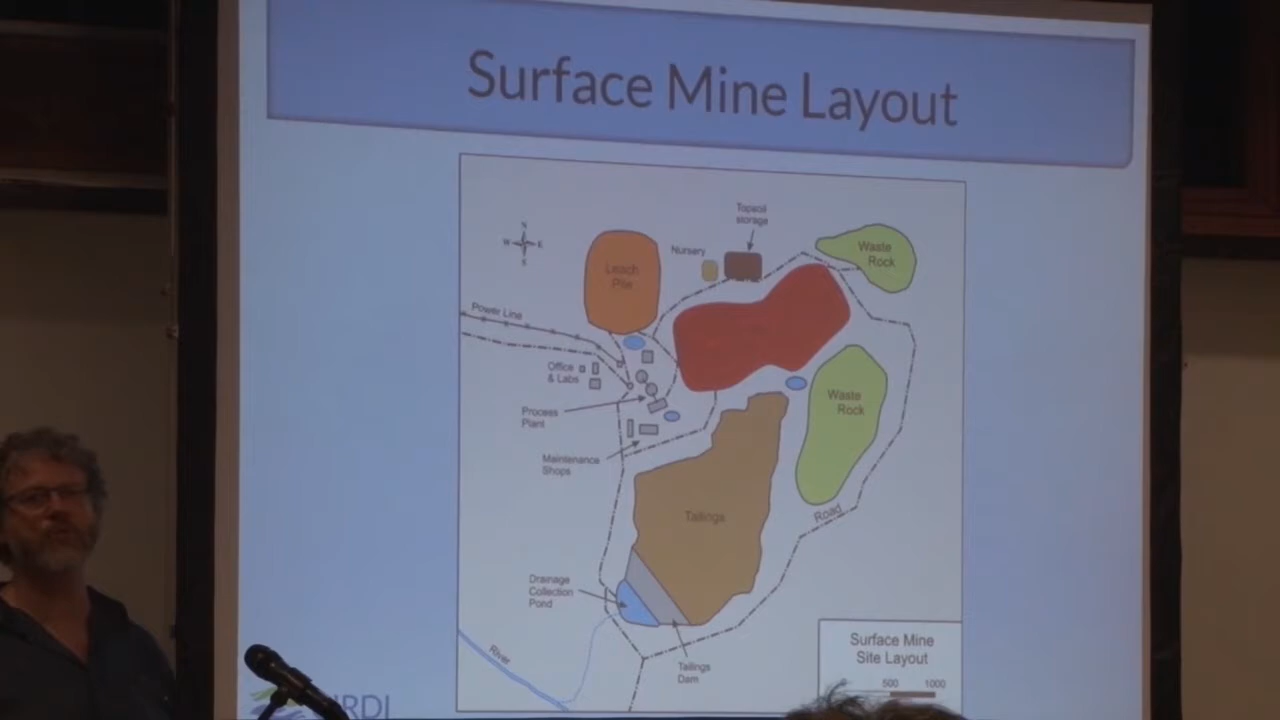 Surface Mine Layout
Topsoil
storage
N
W
E
S
Nursery
Waste
Rock
Leach
Pile
Power Line
Office
& Labs
Waste
Rock
Process
Plant
Maintenance
Shops
Tailings
Road
Drainage
Collection
Pond
Tailings
Dam
River
Surface Mine
Site Layout
500 1000